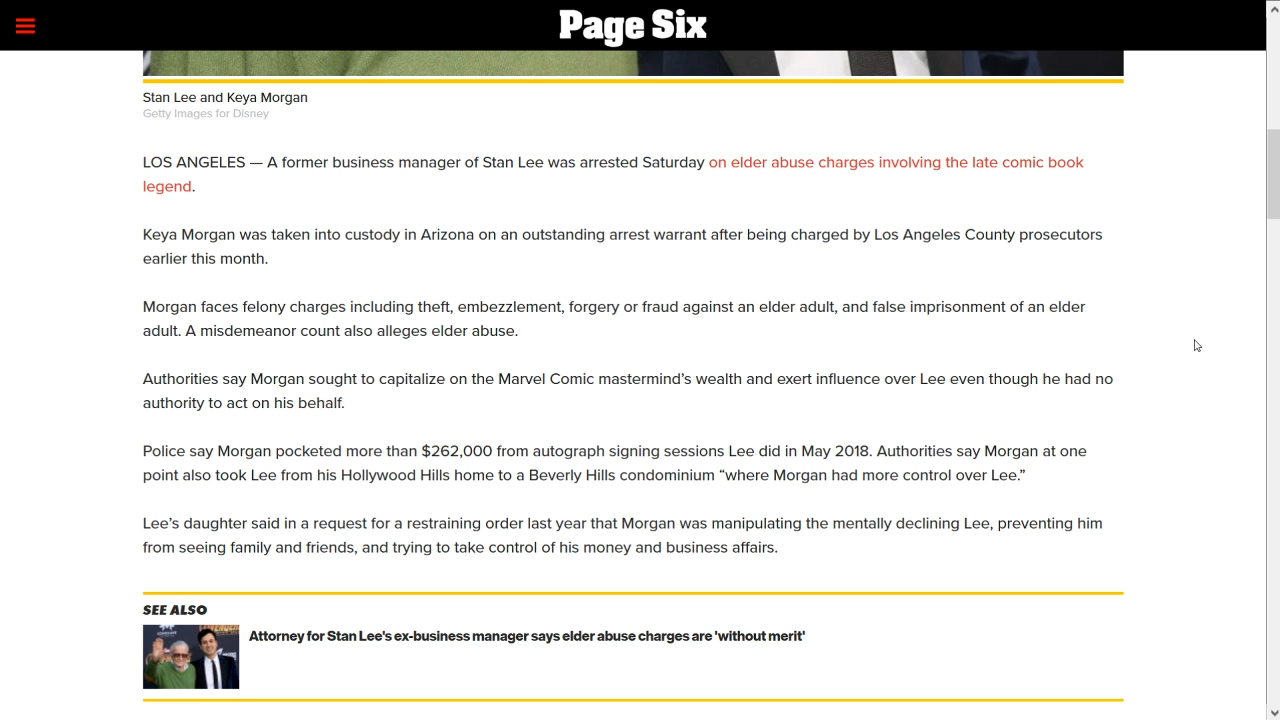 Page Six
Stan Lee and Keya Morgan
Getty Images for Disney
LOS ANGELES — A former business manager of Stan Lee was arrested Saturday on elder abuse charges involving the late comic book
legend.
Keya Morgan was taken into custody in Arizona on an outstanding arrest warrant after being charged by Los Angeles County prosecutors
earlier this month.
Morgan faces felony charges including theft, embezzlement, forgery or fraud against an elder adult, and false imprisonment of an elder
adult. A misdemeanor count also alleges elder abuse.
Authorities say Morgan sought to capitalize on the Marvel Comic mastermind’s wealth and exert influence over Lee even though he had no
authority to act on his behalf.
Police say Morgan pocketed more than $262,000 from autograph signing sessions Lee did in May 2018. Authorities say Morgan at one
point also took Lee from his Hollywood Hills home to a Beverly Hills condominium “where Morgan had more control over Lee.”
Lee’s daughter said in a request for a restraining order last year that Morgan was manipulating the mentally declining Lee, preventing him
from seeing family and friends, and trying to take control of his money and business affairs.
SEE ALSO
Attorney for Stan Lee's ex-business manager says elder abuse charges are 'without merit'